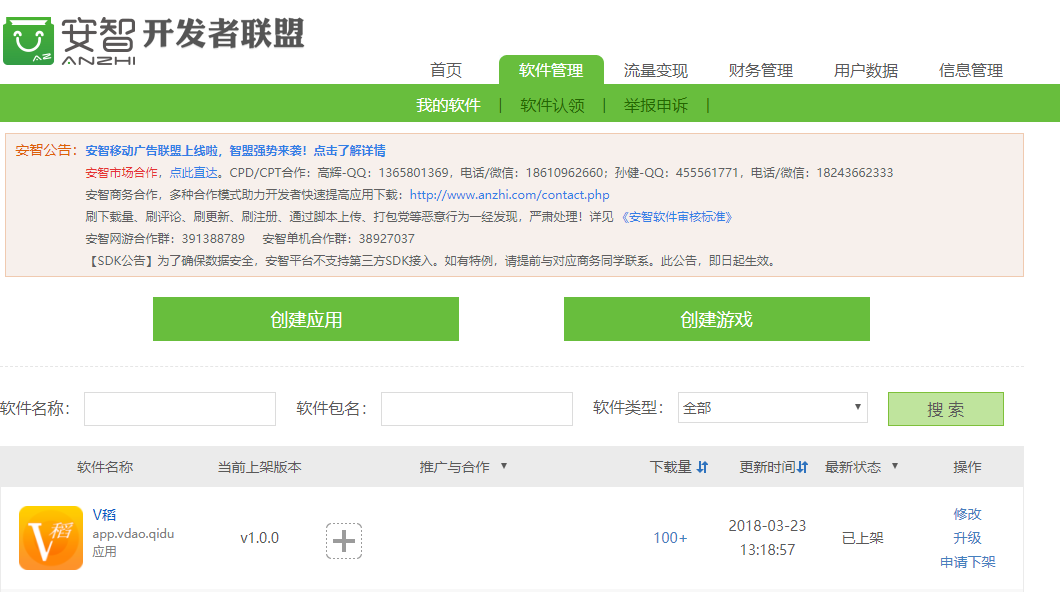 安智 开发者联盟
ANZHI
AZ
首页 软件管理 流量变现 财务管理 用户数据 信息管理
我的软件 | 软件认领 | 举报申诉 |
安智公告：安智移动广告联盟上线啦，智盟强势来袭！点击了解详情
安智市场合作，点此直达。CPD/CPT合作：高辉-QQ：1365801369，电话/微信：18610962660；孙健-QQ：455561771，电话/微信：18243662333
安智商务合作，多种合作模式助力开发者快速提高应用下载：http://www.anzhi.com/contact.php
刷下载量、刷评论、刷更新、刷注册、通过脚本上传、打包党等恶意行为一经发现，严肃处理！详见 《安智软件审核标准》
安智网游合作群：391388789 安智单机合作群：38927037
【SDK公告】为了确保数据安全，安智平台不支持第三方SDK接入。如有特例，请提前与对应商务同学联系。此公告，即日起生效。
创建应用 创建游戏
软件名称： 软件包名： 软件类型： 全部 搜 索
软件名称 当前上架版本 推广与合作 下载量 更新时间 最新状态 操作
V稻
V稻
app.vdao.qidu
应用
v1.0.0
100+
2018-03-23
13:18:57
已上架
修改
升级
申请下架